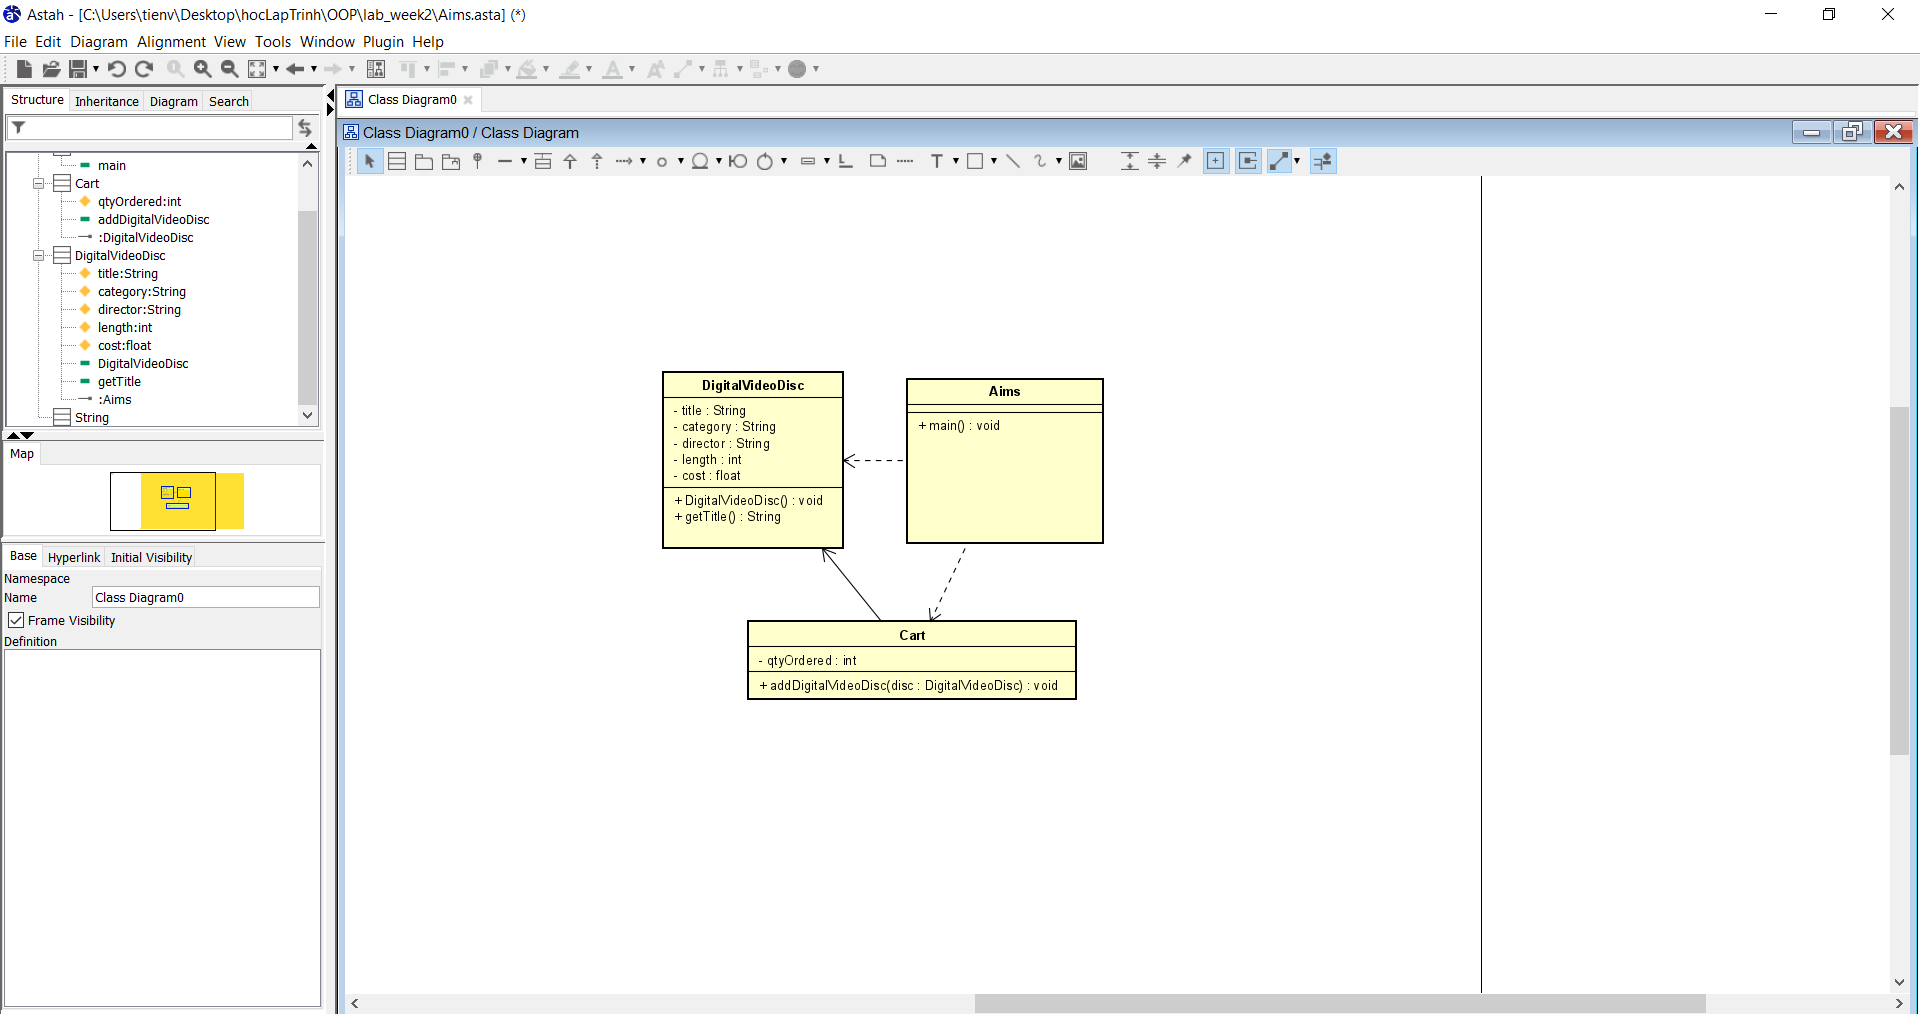 Astah - [C:\Users\tienv\Desktop\hocLapTrinh\OOP\lab_week2\Aims.asta] (*)
File Edit Diagram Alignment View Tools Window Plugin Help
Structure Inheritance Diagram Search
main
Cart
qtyOrdered:int
addDigitalVideoDisc
:DigitalVideoDisc
DigitalVideoDisc
title:String
category:String
director:String
length:int
cost:float
DigitalVideoDisc
getTitle
:Aims
String
Map
Base Hyperlink Initial Visibility
Namespace
Name Class Diagram0
Frame Visibility
Definition
Class Diagram0
Class Diagram0 / Class Diagram
DigitalVideoDisc
- title : String
- category : String
- director : String
- length : int
- cost : float
+ DigitalVideoDisc() : void
+ getTitle() : String
Aims
+ main() : void
Cart
- qtyOrdered : int
+ addDigitalVideoDisc(disc : DigitalVideoDisc) : void